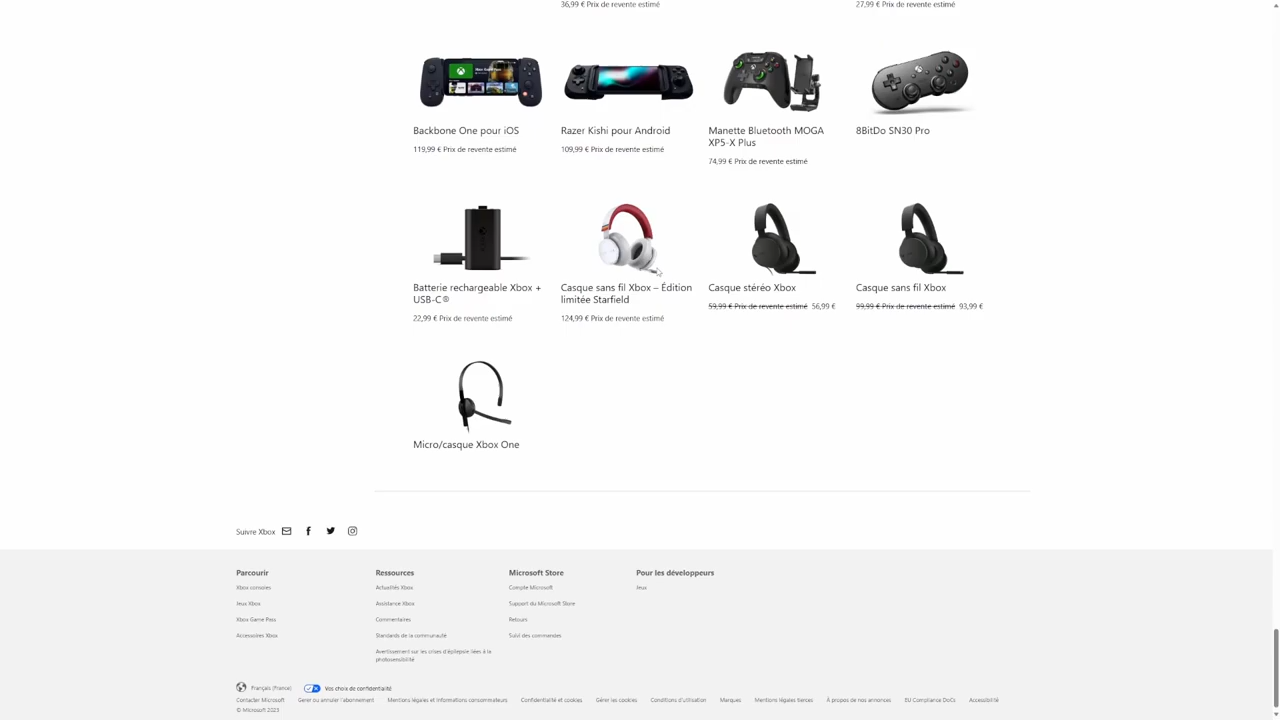 36,99 € Prix de revente estimé
27,99 € Prix de revente estimé
Backbone One pour iOS
119,99 € Prix de revente estimé
Razer Kishi pour Android
109,99 € Prix de revente estimé
Manette Bluetooth MOGA
XP5-X Plus
74,99 € Prix de revente estimé
8BitDo SN30 Pro
Batterie rechargeable Xbox +
USB-C®
22,99 € Prix de revente estimé
Casque sans fil Xbox – Édition
limitée Starfield
124,99 € Prix de revente estimé
Casque stéréo Xbox
59,99 € Prix de revente estimé 56,99 €
Casque sans fil Xbox
99,99 € Prix de revente estimé 93,99 €
Micro/casque Xbox One
Suivre Xbox
Parcourir
Xbox consoles
Jeux Xbox
Xbox Game Pass
Accessoires Xbox
Ressources
Actualités Xbox
Assistance Xbox
Commentaires
Standards de la communauté
Avertissement sur les crises d'épilepsie liées à la
photosensibilité
Microsoft Store
Compte Microsoft
Support du Microsoft Store
Retours
Suivi des commandes
Pour les développeurs
Jeux
Français (France)
Vos choix de confidentialité
Contacter Microsoft
Gérer ou annuler l'abonnement
Mentions légales et informations consommateurs
Confidentialité et cookies
Gérer les cookies
Conditions d'utilisation
Marques
Mentions légales tierces
À propos de nos annonces
EU Compliance DoCs
Accessibilité
© Microsoft 2023